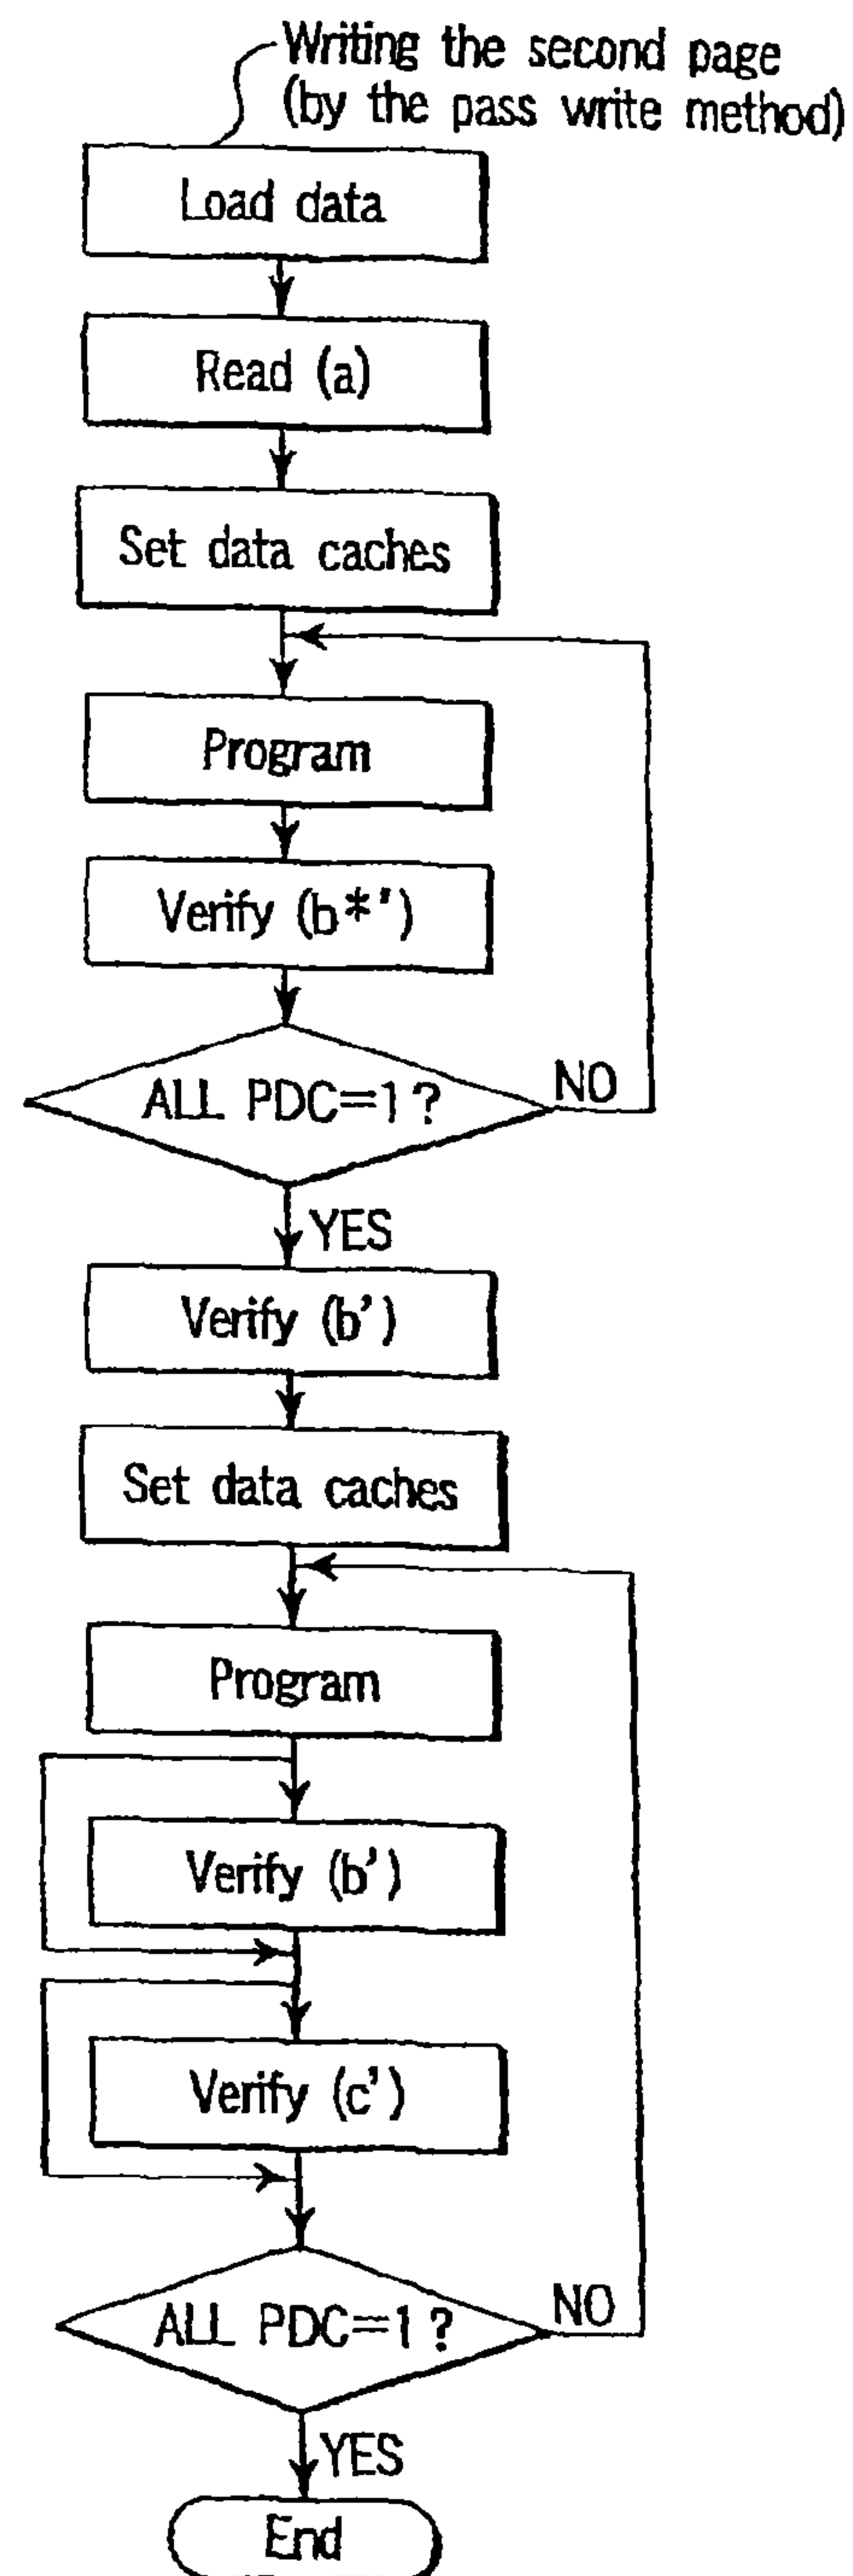 Writing the second page
(by the pass write method)
Load data
Read (a)
Set data caches
Program
Verify (b*')
ALL PDC=1?
NO
YES
Verify (b')
Set data caches
Program
Verify (b')
Verify (c')
ALL PDC=1?
NO
YES
End